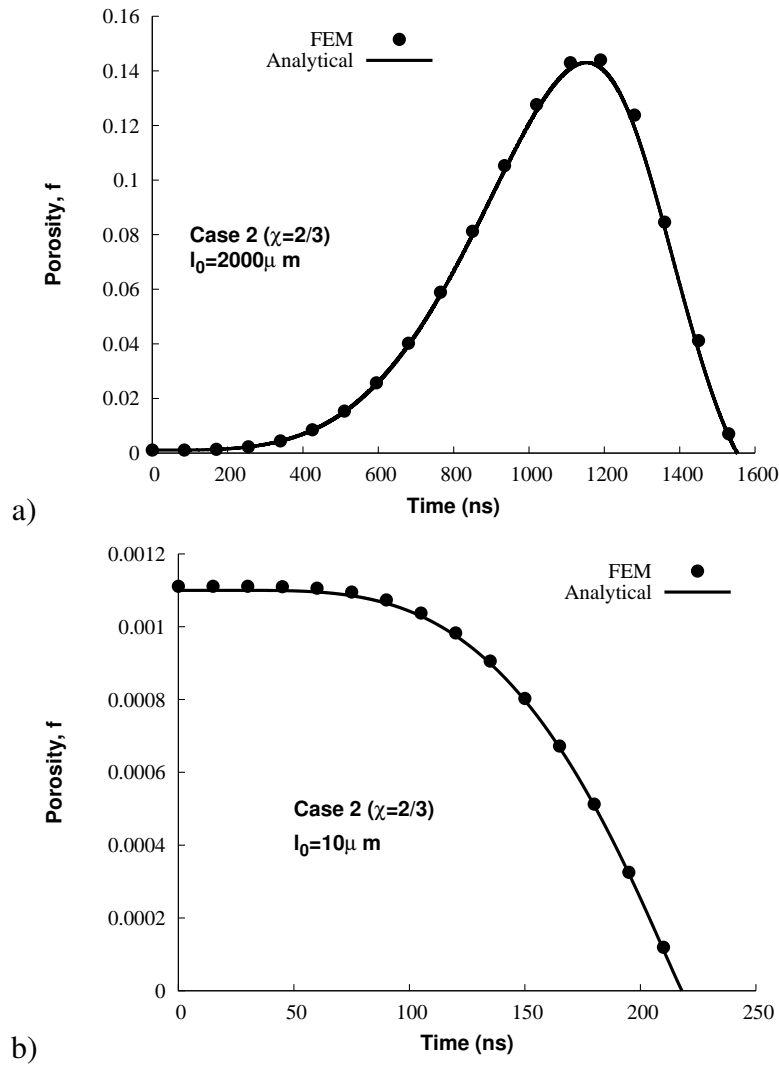 0.16
FEM
Analytical
0.14
0.12
0.1
0.08
0.06
0.04
0.02
0
Porosity, f
Case 2 (χ=2/3)
l₀=2000μ m
0 200 400 600 800 1000 1200 1400 1600
Time (ns)
a)
0.0012
FEM
Analytical
0.001
0.0008
0.0006
0.0004
0.0002
0
Porosity, f
Case 2 (χ=2/3)
l₀=10μ m
0 50 100 150 200 250
Time (ns)
b)